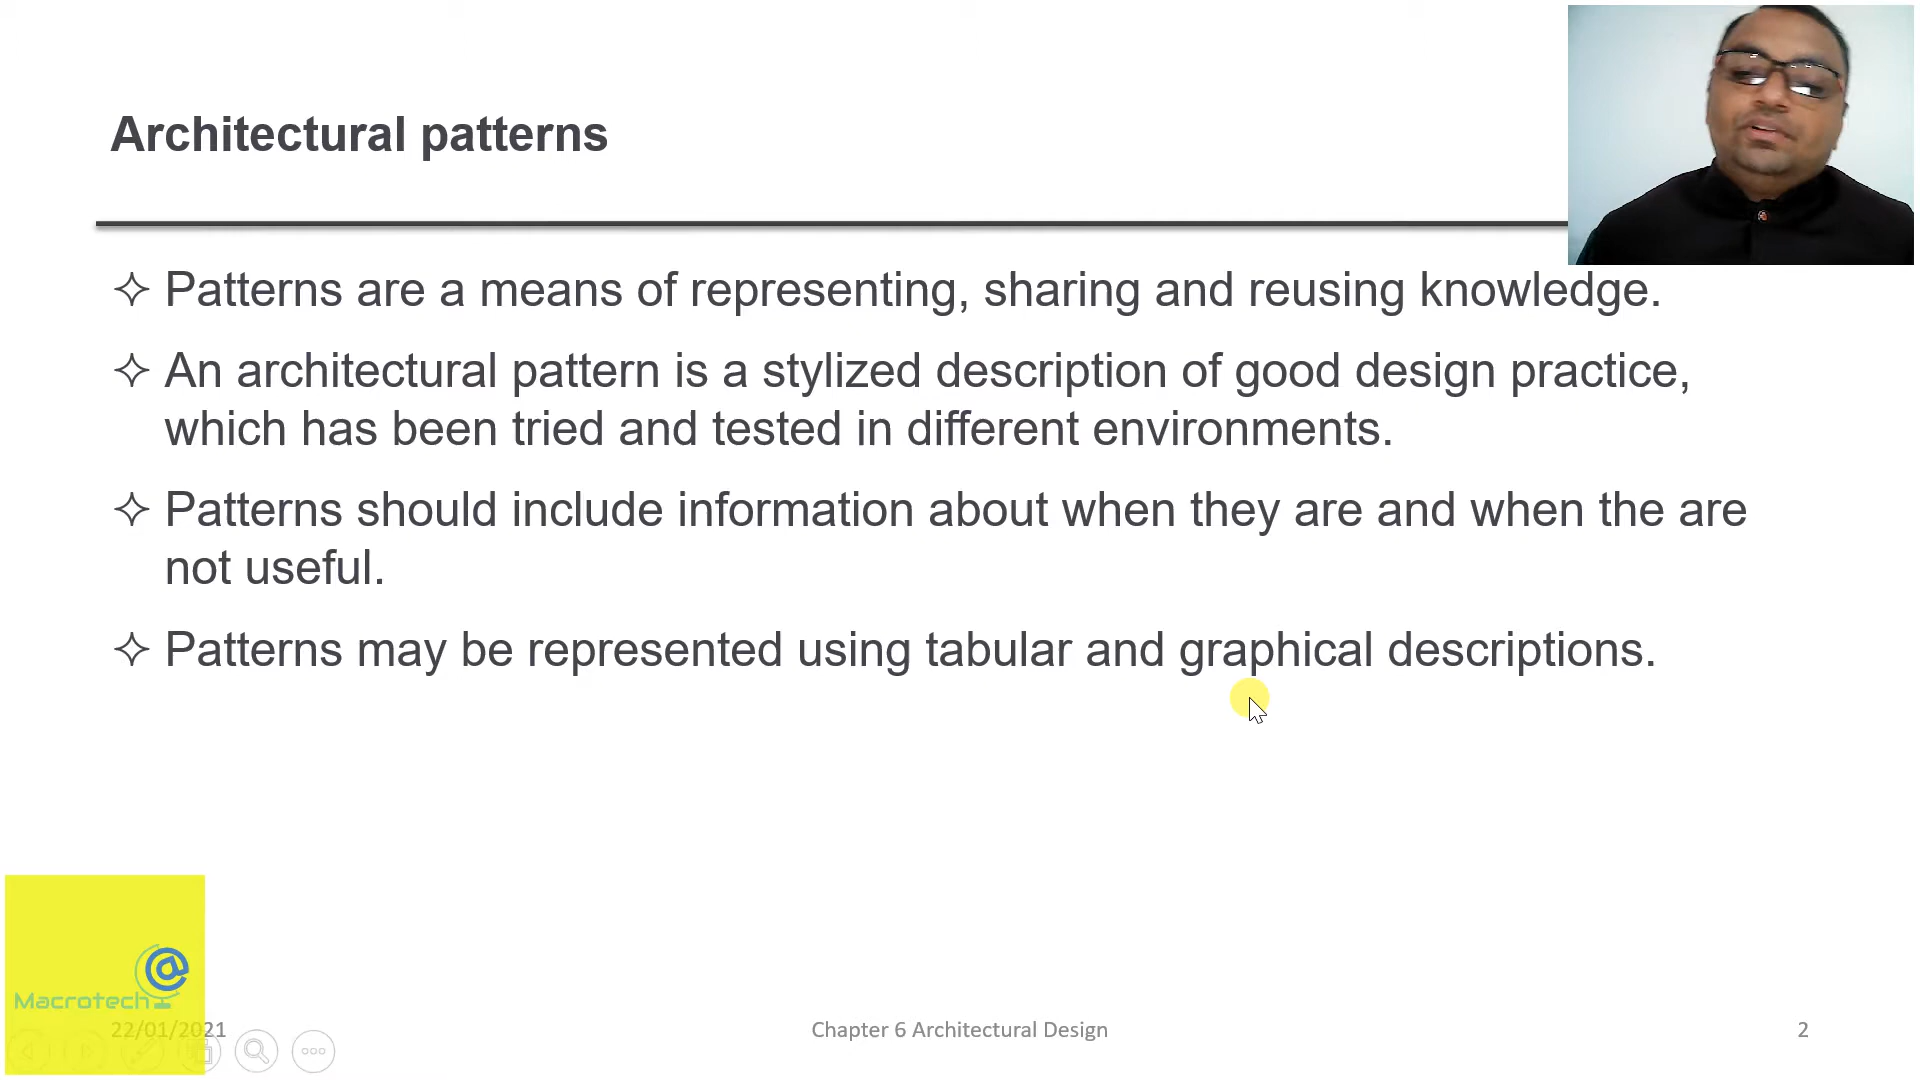 Architectural patterns
Patterns are a means of representing, sharing and reusing knowledge.
An architectural pattern is a stylized description of good design practice,
which has been tried and tested in different environments.
Patterns should include information about when they are and when the are
not useful.
Patterns may be represented using tabular and graphical descriptions.
@
Macrotech
22/01/2021
Chapter 6 Architectural Design
2